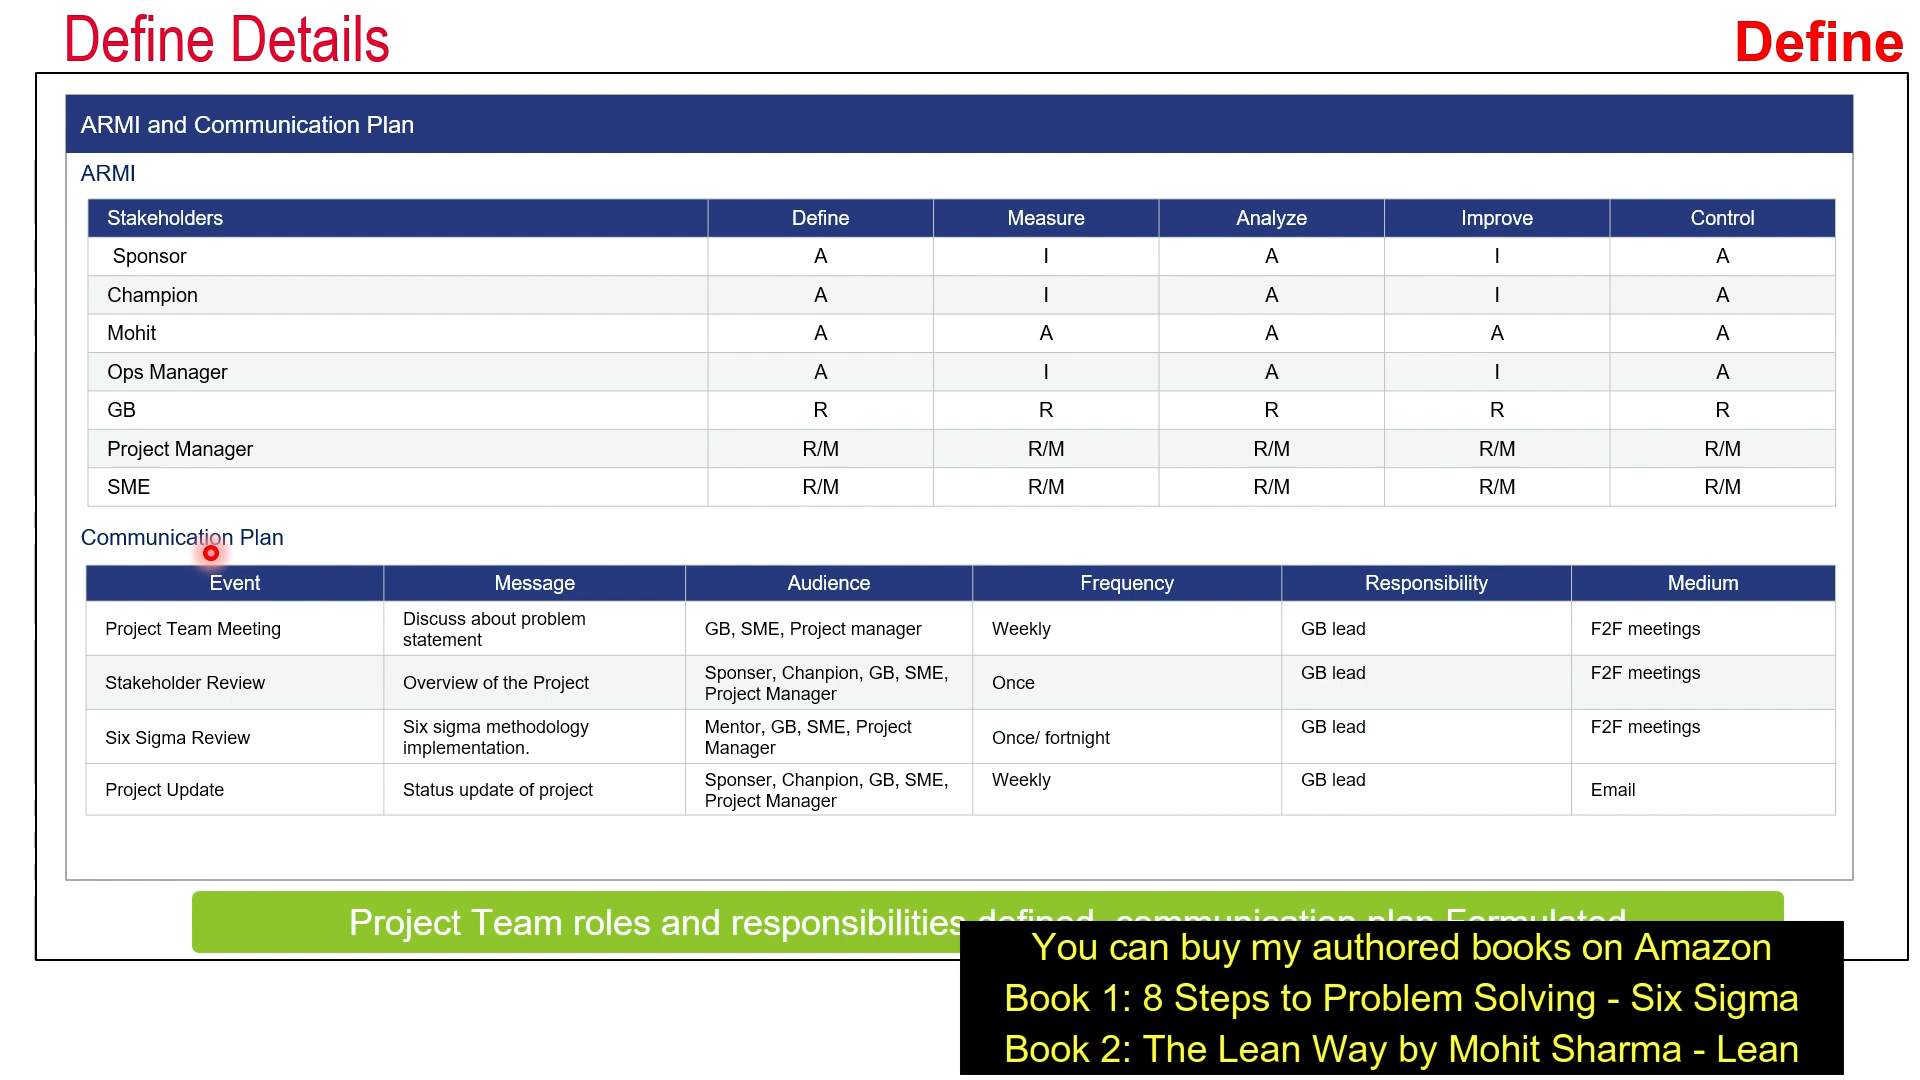 Define Details
Define
ARMI and Communication Plan
ARMI
Stakeholders Define Measure Analyze Improve Control
Sponsor A I A I A
Champion A I A I A
Mohit A A A A A
Ops Manager A I A I A
GB R R R R R
Project Manager R/M R/M R/M R/M R/M
SME R/M R/M R/M R/M R/M
Communication Plan
Event Message Audience Frequency Responsibility Medium
Project Team Meeting
Discuss about problem
statement
GB, SME, Project manager
Weekly
GB lead
F2F meetings
Stakeholder Review
Overview of the Project
Sponser, Chanpion, GB, SME,
Project Manager
Once
GB lead
F2F meetings
Six Sigma Review
Six sigma methodology
implementation.
Mentor, GB, SME, Project
Manager
Once/ fortnight
GB lead
F2F meetings
Project Update
Status update of project
Sponser, Chanpion, GB, SME,
Project Manager
Weekly
GB lead
Email
Project Team roles and responsibilities defined, communication plan Formulated
You can buy my authored books on Amazon
Book 1: 8 Steps to Problem Solving - Six Sigma
Book 2: The Lean Way by Mohit Sharma - Lean